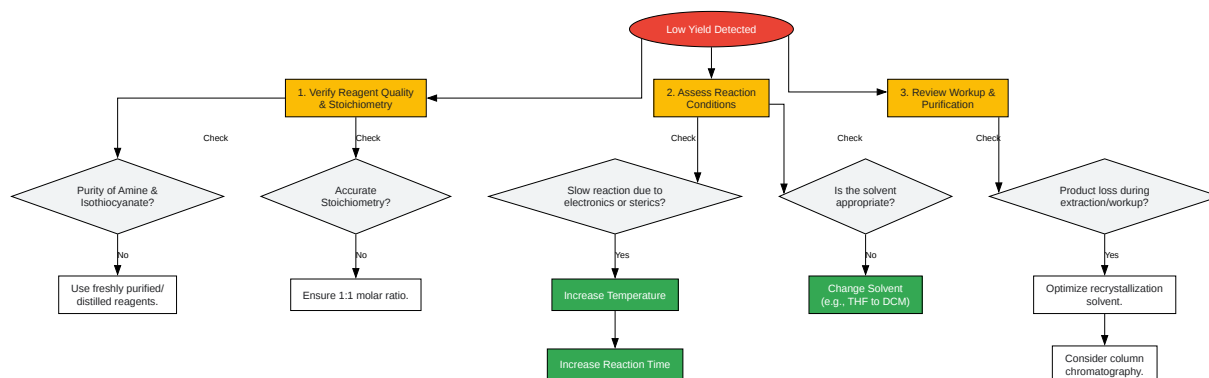 Low Yield Detected
1. Verify Reagent Quality
& Stoichiometry
2. Assess Reaction
Conditions
3. Review Workup &
Purification
Check
Check
Check
Check
Check
Purity of Amine &
Isothiocyanate?
Accurate
Stoichiometry?
Slow reaction due to
electronics or sterics?
Is the solvent
appropriate?
Product loss during
extraction/workup?
No
No
Yes
No
Yes
Use freshly purified/
distilled reagents.
Ensure 1:1 molar ratio.
Increase Temperature
Change Solvent
(e.g., THF to DCM)
Optimize recrystallization
solvent.
Increase Reaction Time
Consider column
chromatography.